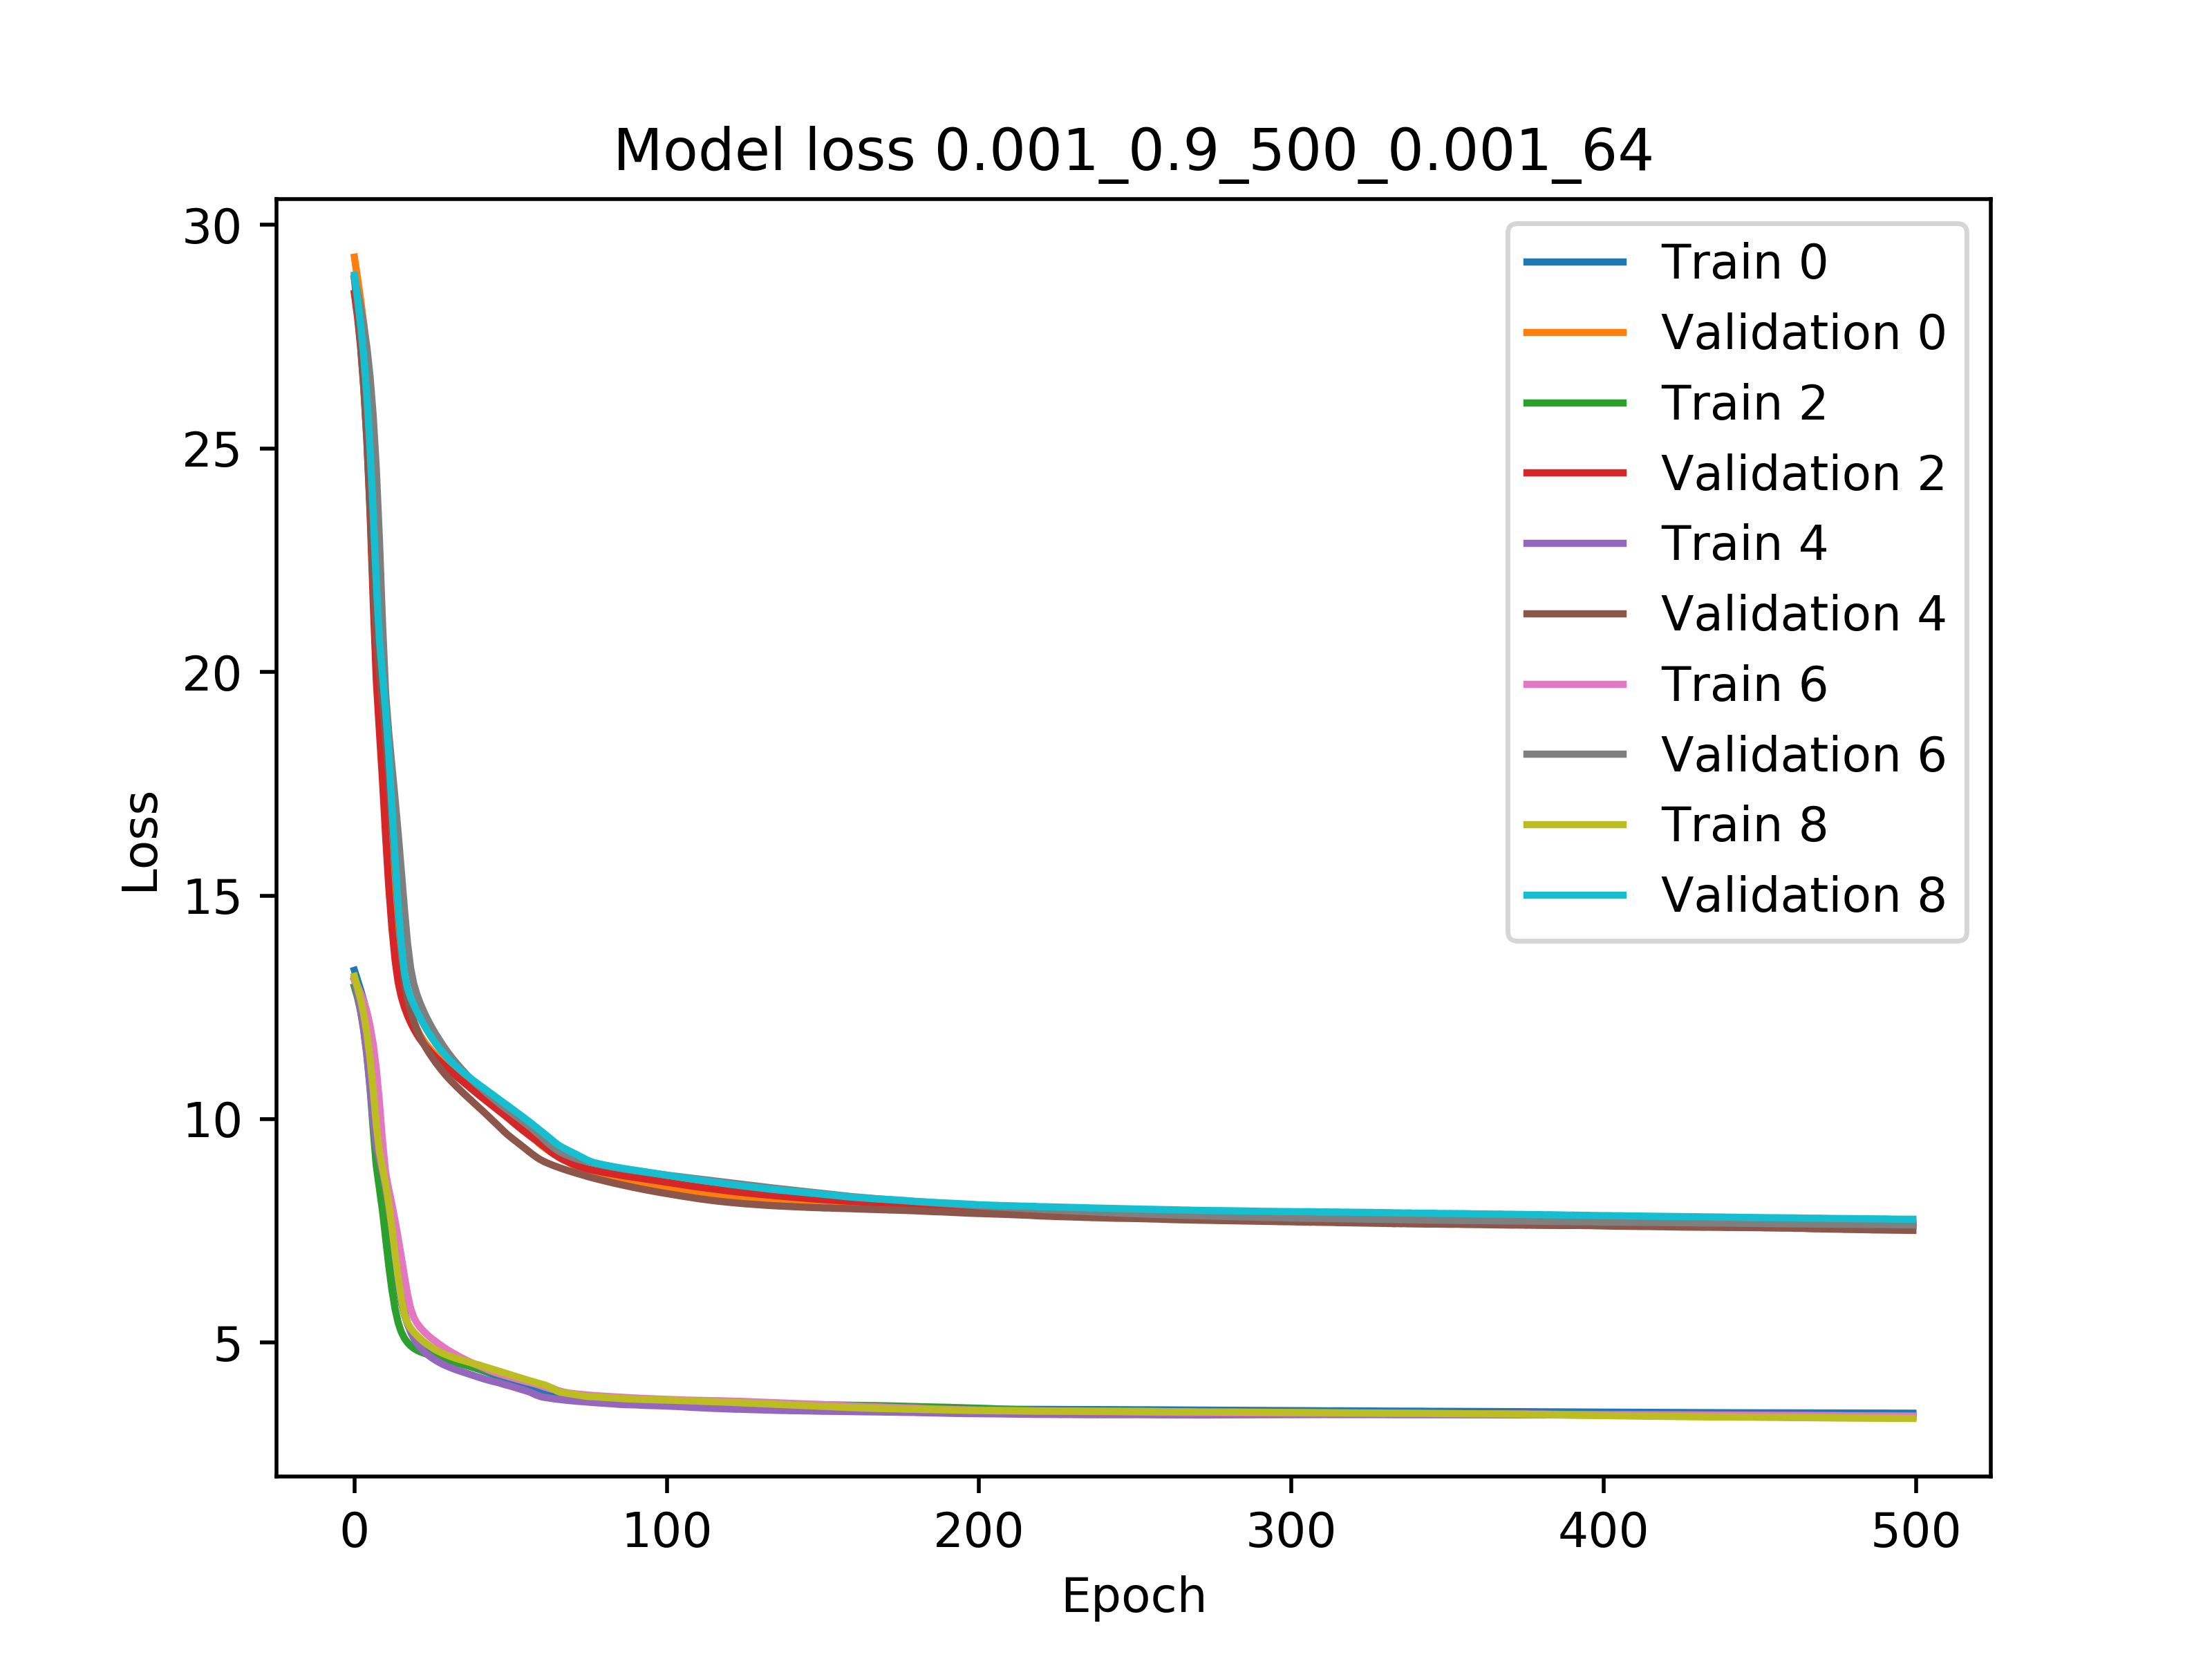 Model loss 0.001_0.9_500_0.001_64
30
25
20
15
10
5
Loss
Train 0
Validation 0
Train 2
Validation 2
Train 4
Validation 4
Train 6
Validation 6
Train 8
Validation 8
0 100 200 300 400 500
Epoch